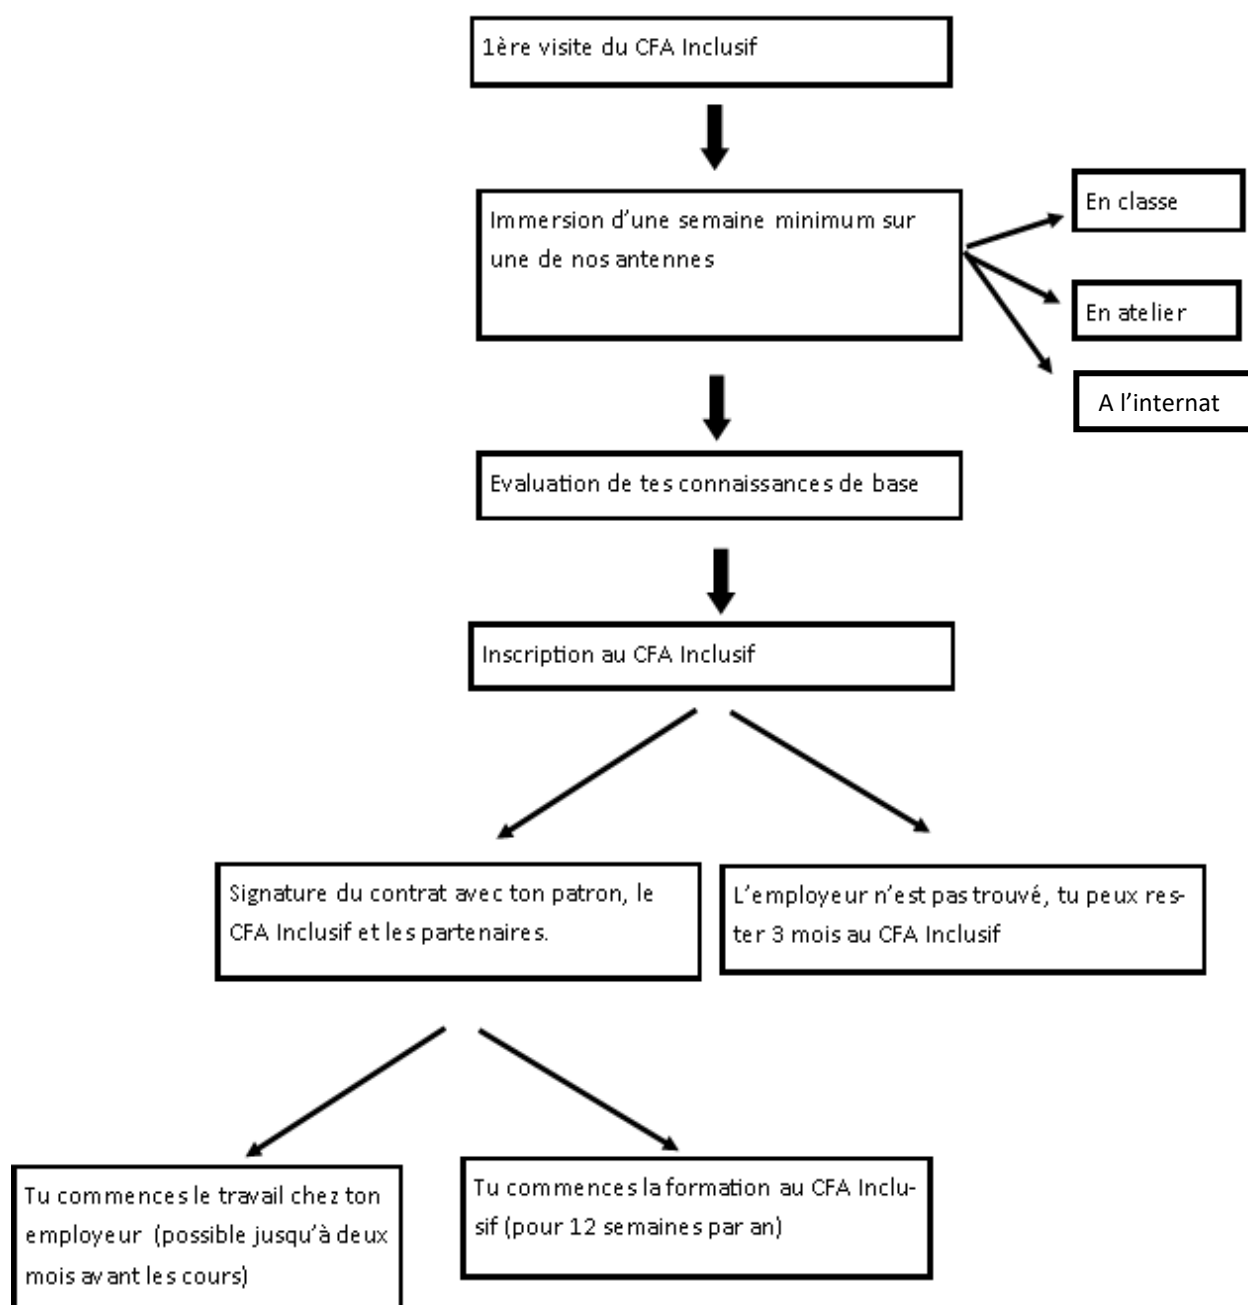 1ère visite du CFA Inclusif
Immersion d'une semaine minimum sur
une de nos antennes
En classe
En atelier
A l'internat
Evaluation de tes connaissances de base
Inscription au CFA Inclusif
Signature du contrat avec ton patron, le
CFA Inclusif et les partenaires.
L'employeur n'est pas trouvé, tu peux res-
ter 3 mois au CFA Inclusif
Tu commences le travail chez ton
employeur (possible jusqu'à deux
mois avant les cours)
Tu commences la formation au CFA Inclu-
sif (pour 12 semaines par an)